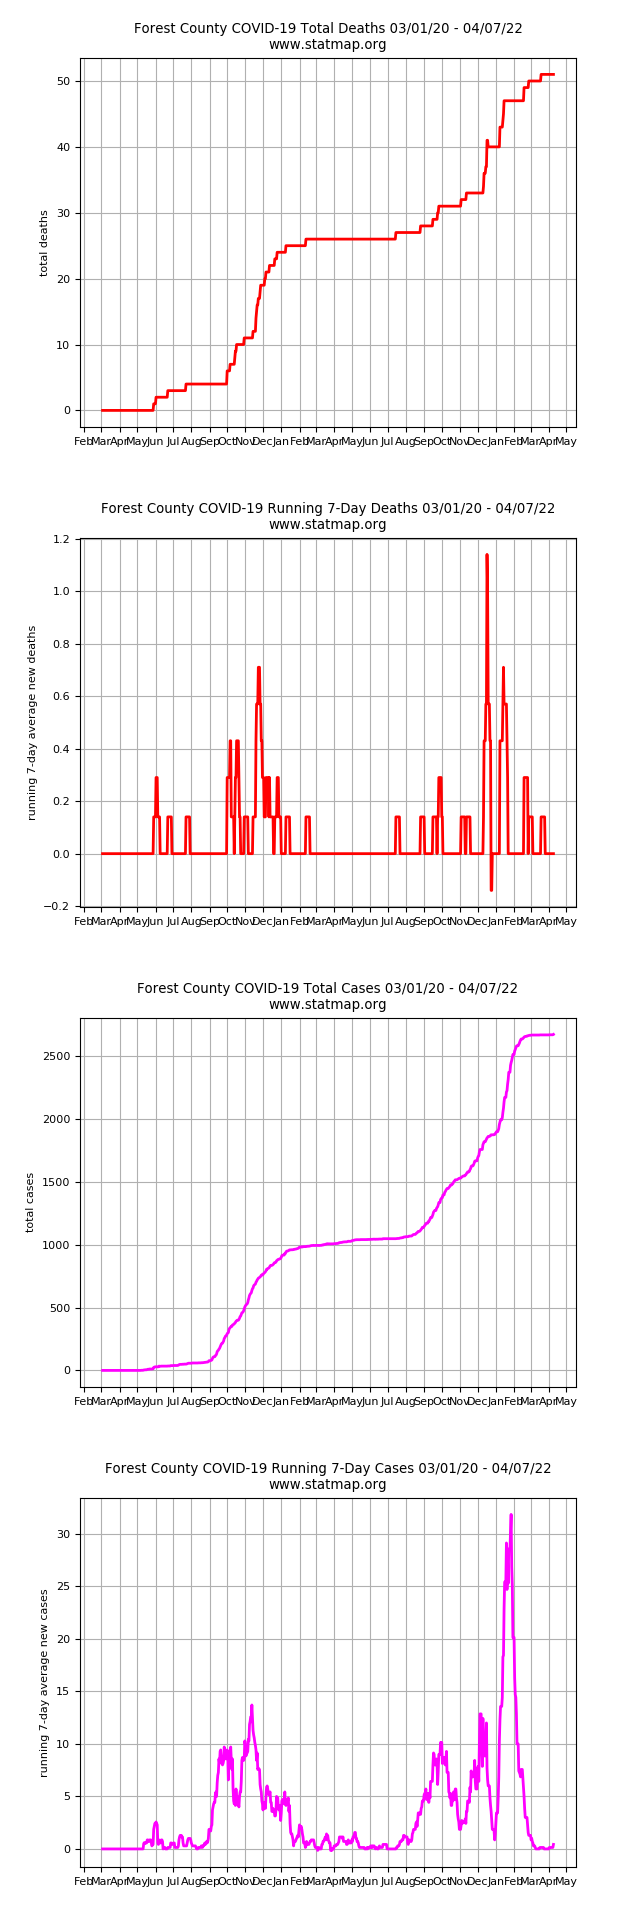 Forest County COVID-19 Total Deaths 03/01/20 - 04/07/22
www.statmap.org
50
40
30
20
10
0
total deaths
Feb Mar Apr May Jun Jul Aug Sep Oct Nov Dec Jan Feb Mar Apr May Jun Jul Aug Sep Oct Nov Dec Jan Feb Mar Apr May
Forest County COVID-19 Running 7-Day Deaths 03/01/20 - 04/07/22
www.statmap.org
1.2
1.0
0.8
0.6
0.4
0.2
0.0
−0.2
running 7-day average new deaths
Feb Mar Apr May Jun Jul Aug Sep Oct Nov Dec Jan Feb Mar Apr May Jun Jul Aug Sep Oct Nov Dec Jan Feb Mar Apr May
Forest County COVID-19 Total Cases 03/01/20 - 04/07/22
www.statmap.org
2500
2000
1500
1000
500
0
total cases
Feb Mar Apr May Jun Jul Aug Sep Oct Nov Dec Jan Feb Mar Apr May Jun Jul Aug Sep Oct Nov Dec Jan Feb Mar Apr May
Forest County COVID-19 Running 7-Day Cases 03/01/20 - 04/07/22
www.statmap.org
30
25
20
15
10
5
0
running 7-day average new cases
Feb Mar Apr May Jun Jul Aug Sep Oct Nov Dec Jan Feb Mar Apr May Jun Jul Aug Sep Oct Nov Dec Jan Feb Mar Apr May